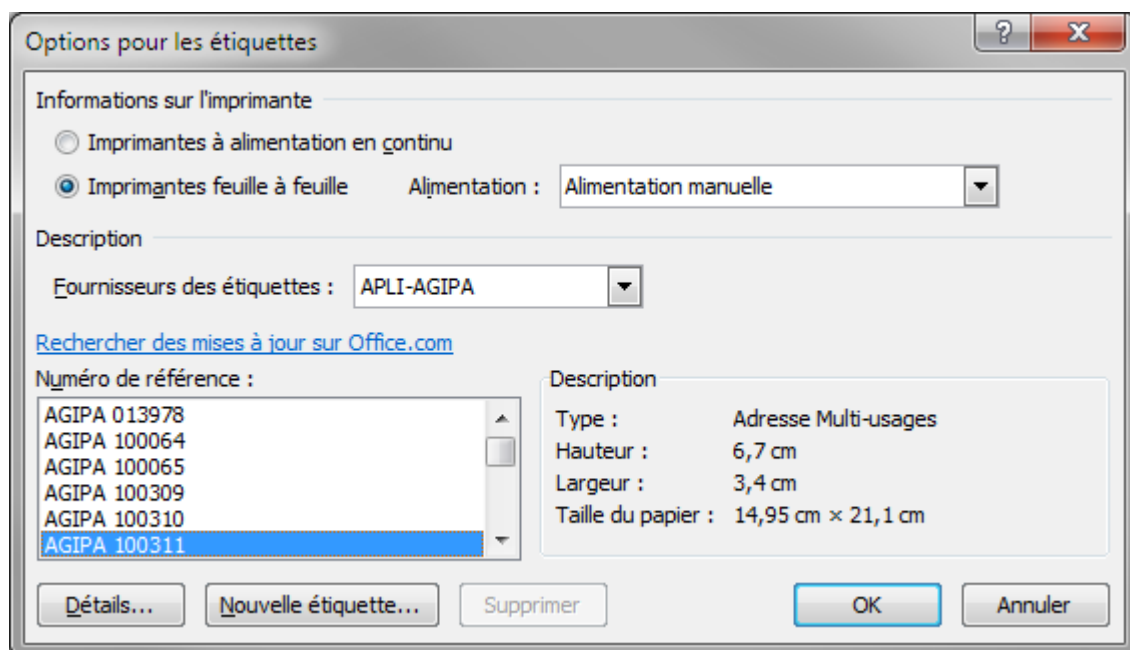 Options pour les étiquettes
Informations sur l'imprimante
Imprimantes à alimentation en continu
Imprimantes feuille à feuille Alimentation : Alimentation manuelle
Description
Fournisseurs des étiquettes : APLI-AGIPA
Rechercher des mises à jour sur Office.com
Numéro de référence :
AGIPA 013978
AGIPA 100064
AGIPA 100065
AGIPA 100309
AGIPA 100310
AGIPA 100311
Description
Type : Adresse Multi-usages
Hauteur : 6,7 cm
Largeur : 3,4 cm
Taille du papier : 14,95 cm × 21,1 cm
Détails... Nouvelle étiquette... Supprimer OK Annuler